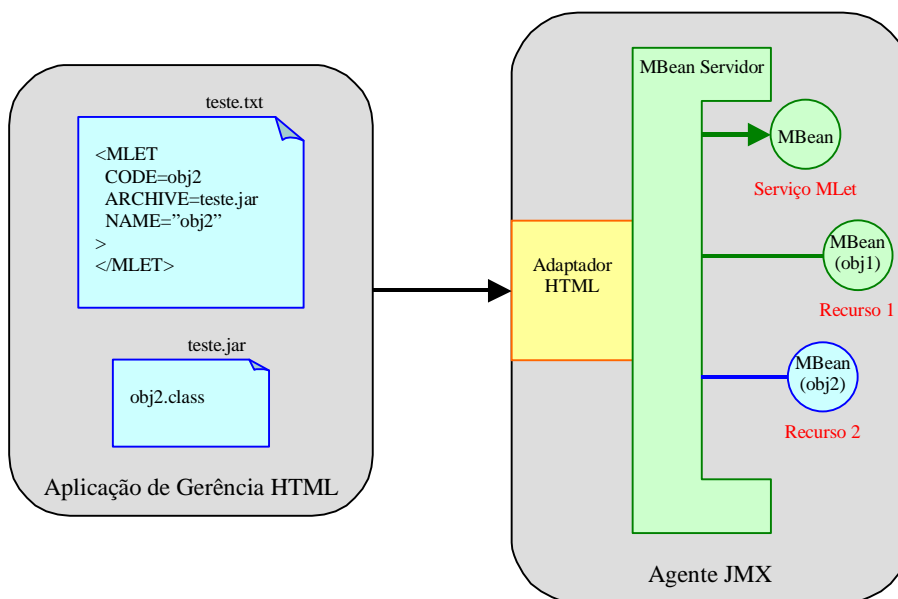 teste.txt
<MLET
CODE=obj2
ARCHIVE=teste.jar
NAME=”obj2”
>
</MLET>
teste.jar
obj2.class
Aplicação de Gerência HTML
MBean Servidor
MBean
Serviço MLet
MBean
(obj1)
Recurso 1
Adaptador
HTML
MBean
(obj2)
Recurso 2
Agente JMX